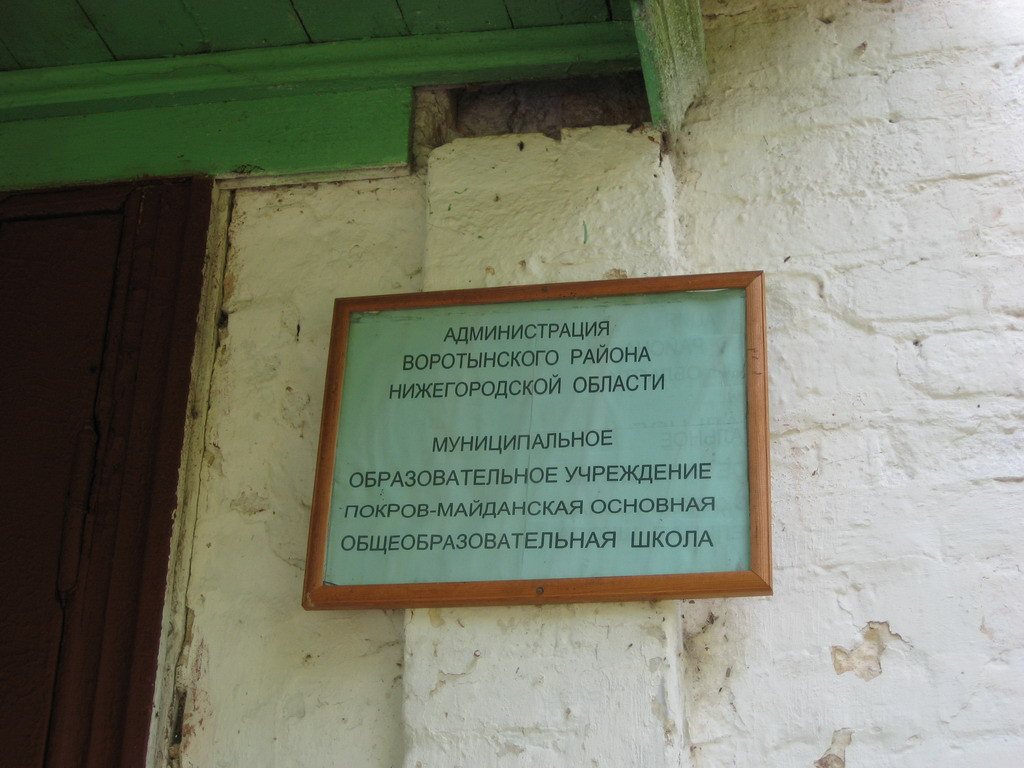 АДМИНИСТРАЦИЯ
ВОРОТЫНСКОГО РАЙОНА
НИЖЕГОРОДСКОЙ ОБЛАСТИ
МУНИЦИПАЛЬНОЕ
ОБРАЗОВАТЕЛЬНОЕ УЧРЕЖДЕНИЕ
ПОКРОВ-МАЙДАНСКАЯ ОСНОВНАЯ
ОБЩЕОБРАЗОВАТЕЛЬНАЯ ШКОЛА